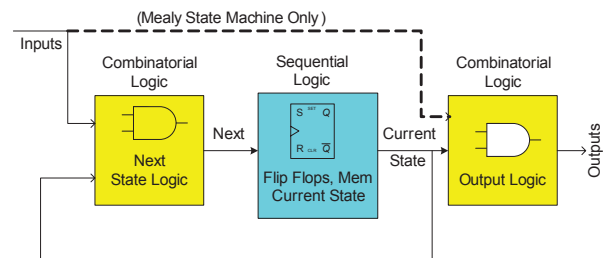 (Mealy State Machine Only )
Inputs
Combinatorial
Logic
Sequential
Logic
Combinatorial
Logic
S SET Q
R CLR Q
Next
Current
State
Next
State Logic
Flip Flops, Mem
Current State
Output Logic
Outputs